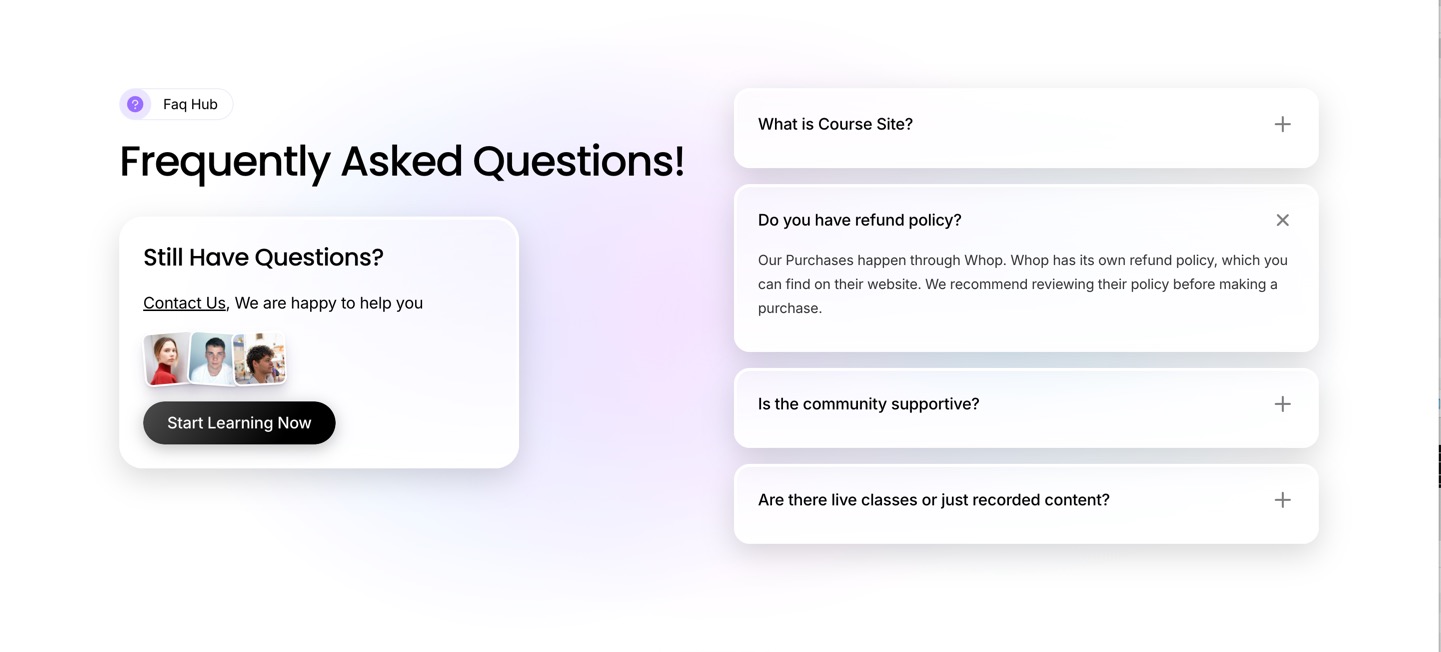 Faq Hub
Frequently Asked Questions!
Still Have Questions?
Contact Us, We are happy to help you
Start Learning Now
What is Course Site?
Do you have refund policy?
Our Purchases happen through Whop. Whop has its own refund policy, which you
can find on their website. We recommend reviewing their policy before making a
purchase.
Is the community supportive?
Are there live classes or just recorded content?